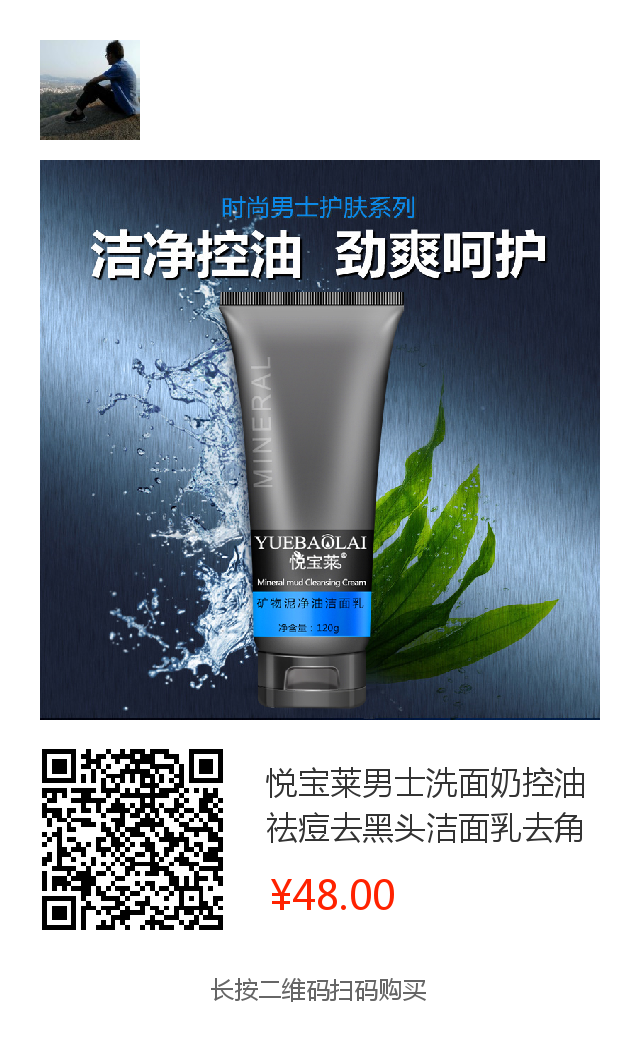 时尚男士护肤系列
洁净控油 劲爽呵护
MINERAL
YUEBAOLAI
悦宝莱®
Mineral mud Cleansing Cream
矿物泥净油洁面乳
净含量：120g
悦宝莱男士洗面奶控油
祛痘去黑头洁面乳去角
¥48.00
长按二维码扫码购买